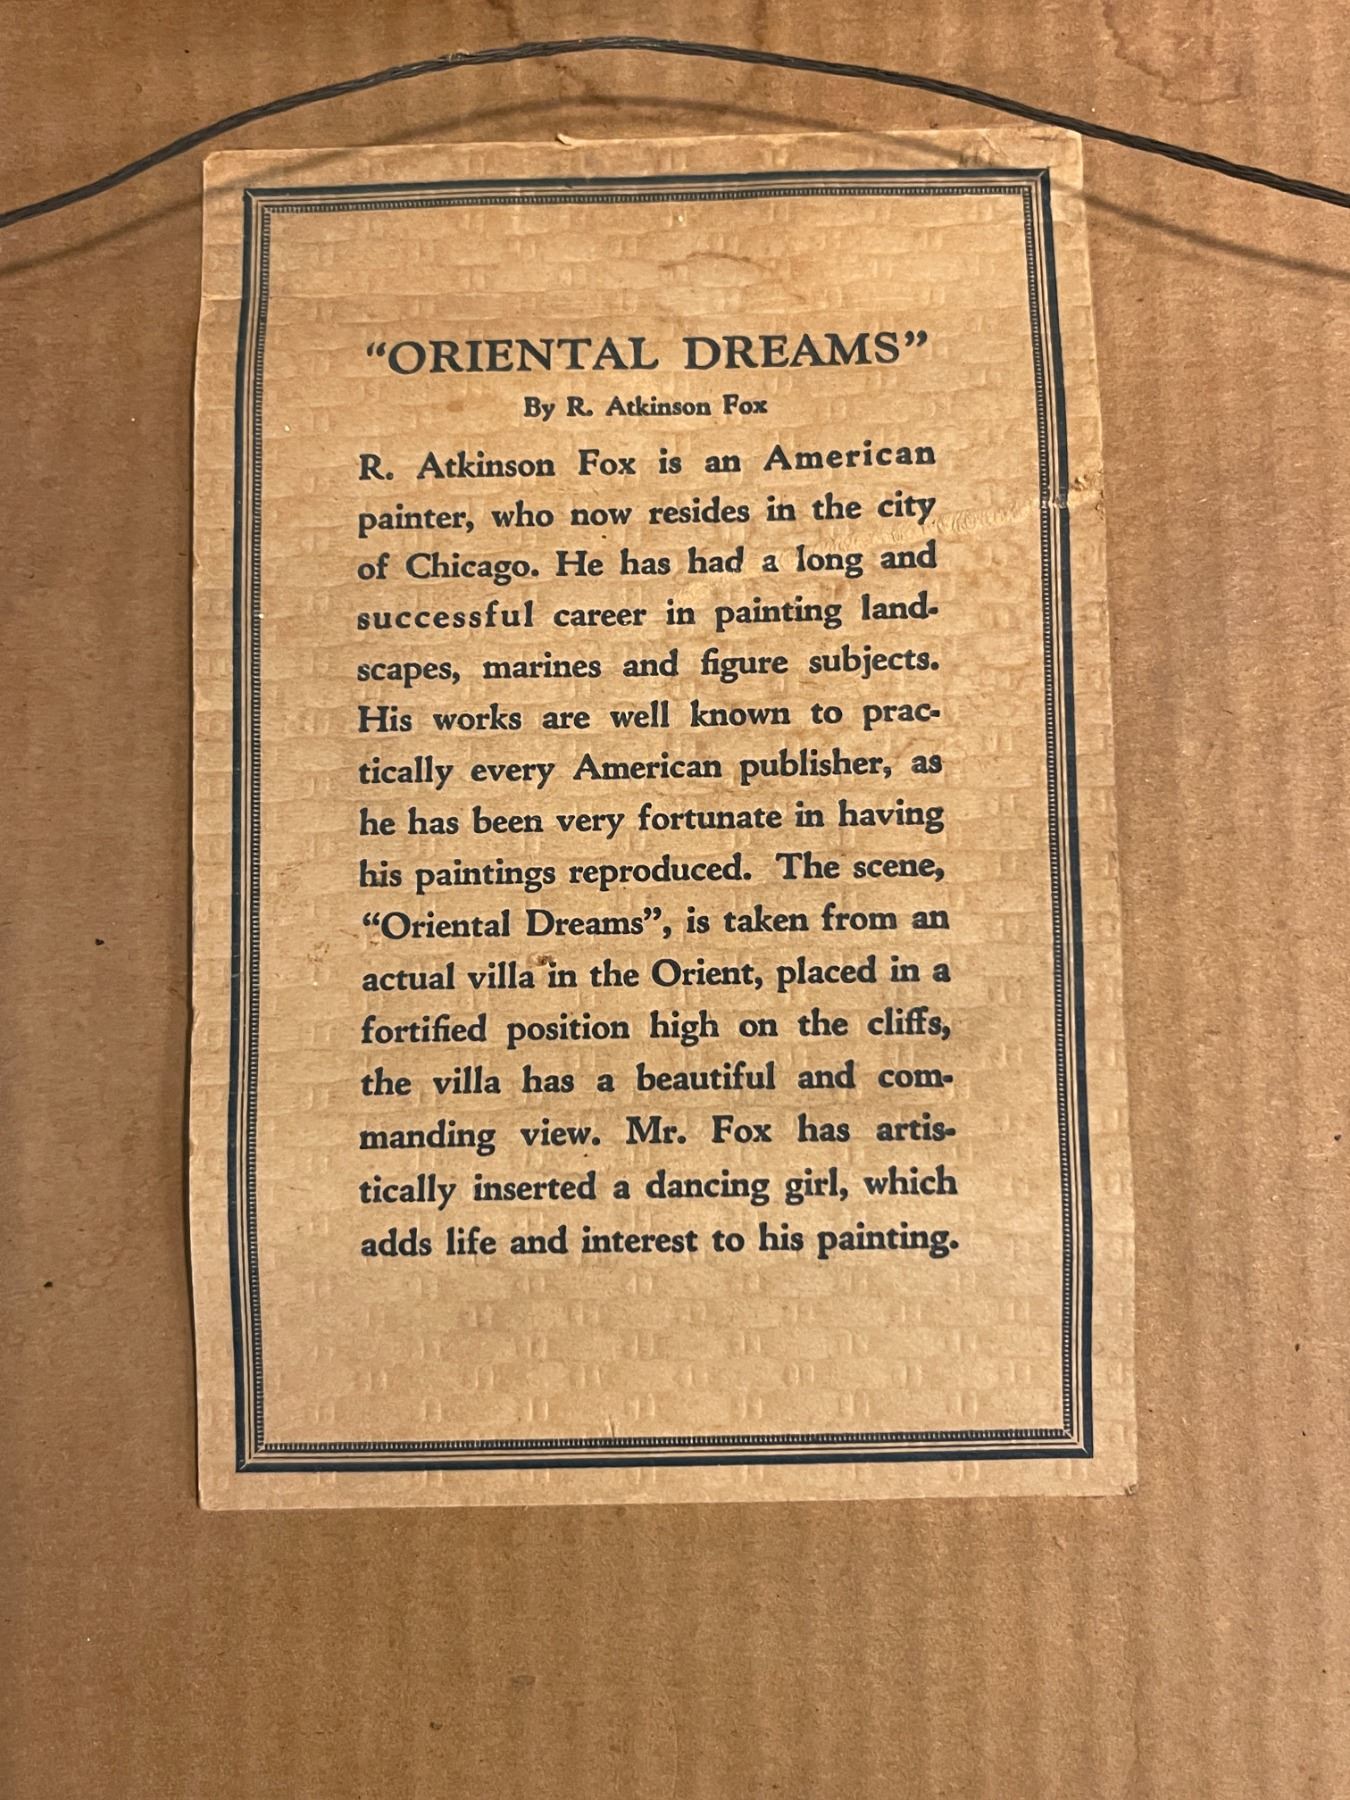 “ORIENTAL DREAMS”
By R. Atkinson Fox
R. Atkinson Fox is an American
painter, who now resides in the city
of Chicago. He has had a long and
successful career in painting land-
scapes, marines and figure subjects.
His works are well known to prac-
tically every American publisher, as
he has been very fortunate in having
his paintings reproduced. The scene,
“Oriental Dreams”, is taken from an
actual villa in the Orient, placed in a
fortified position high on the cliffs,
the villa has a beautiful and com-
manding view. Mr. Fox has artis-
tically inserted a dancing girl, which
adds life and interest to his painting.